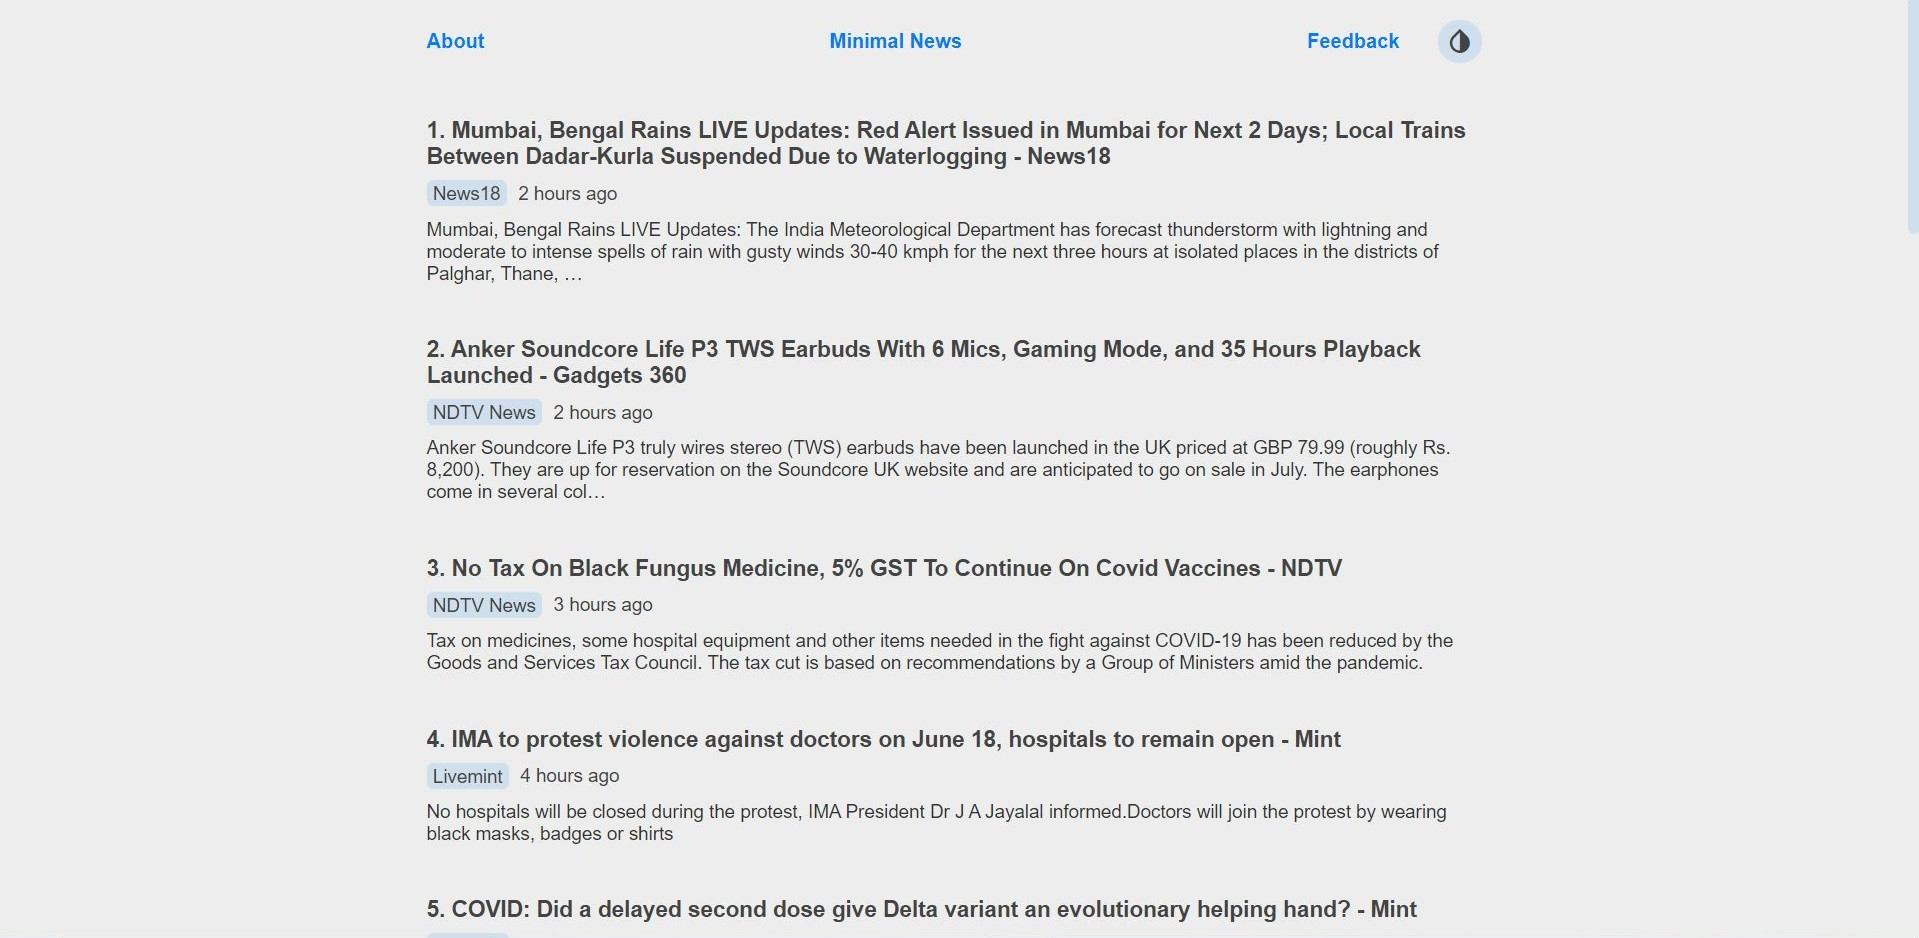 About
Minimal News
Feedback
1. Mumbai, Bengal Rains LIVE Updates: Red Alert Issued in Mumbai for Next 2 Days; Local Trains
Between Dadar-Kurla Suspended Due to Waterlogging - News18
News18 2 hours ago
Mumbai, Bengal Rains LIVE Updates: The India Meteorological Department has forecast thunderstorm with lightning and
moderate to intense spells of rain with gusty winds 30-40 kmph for the next three hours at isolated places in the districts of
Palghar, Thane, …
2. Anker Soundcore Life P3 TWS Earbuds With 6 Mics, Gaming Mode, and 35 Hours Playback
Launched - Gadgets 360
NDTV News 2 hours ago
Anker Soundcore Life P3 truly wires stereo (TWS) earbuds have been launched in the UK priced at GBP 79.99 (roughly Rs.
8,200). They are up for reservation on the Soundcore UK website and are anticipated to go on sale in July. The earphones
come in several col…
3. No Tax On Black Fungus Medicine, 5% GST To Continue On Covid Vaccines - NDTV
NDTV News 3 hours ago
Tax on medicines, some hospital equipment and other items needed in the fight against COVID-19 has been reduced by the
Goods and Services Tax Council. The tax cut is based on recommendations by a Group of Ministers amid the pandemic.
4. IMA to protest violence against doctors on June 18, hospitals to remain open - Mint
Livemint 4 hours ago
No hospitals will be closed during the protest, IMA President Dr J A Jayalal informed.Doctors will join the protest by wearing
black masks, badges or shirts
5. COVID: Did a delayed second dose give Delta variant an evolutionary helping hand? - Mint